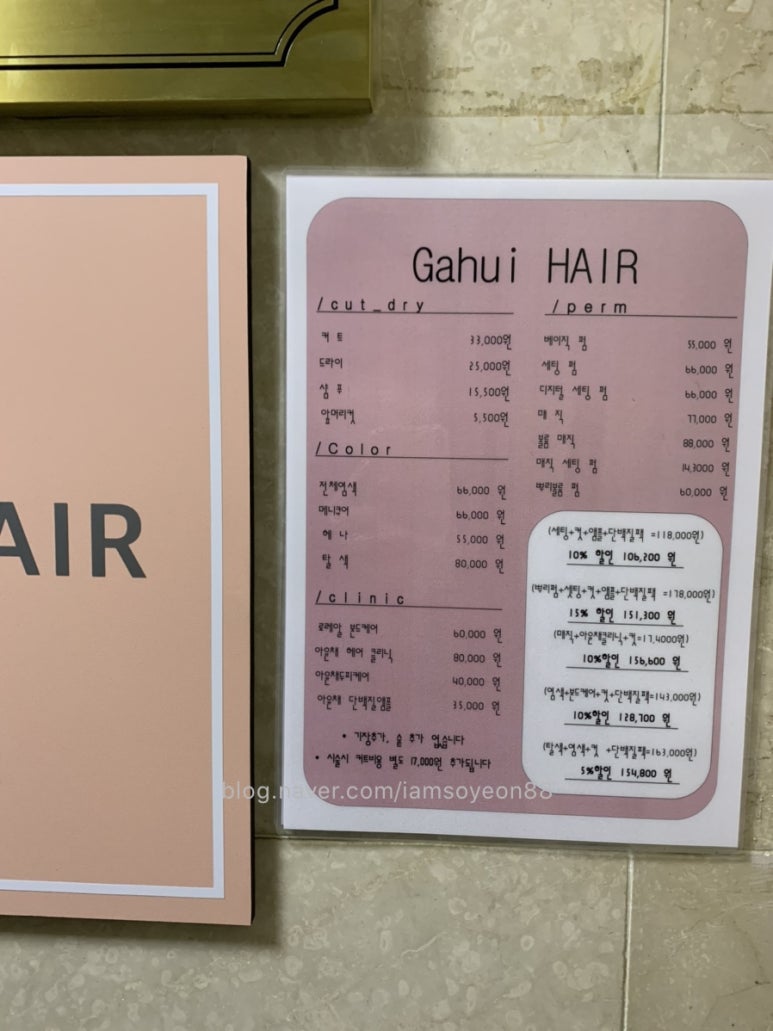 AIR
Gahui HAIR
/cut_dry
커 트 33,000원
드라이 25,000원
샴 푸 15,500원
앞머리컷 5,500원
/Color
전체염색 66,000 원
메니큐어 66,000 원
헤 나 55,000 원
탈 색 80,000 원
/clinic
로레알 본드케어 60,000 원
아윤채 헤어 클리닉 80,000 원
아윤채두피케어 40,000 원
아윤채 단백질앰플 35,000 원
• 기장추가, 숱 추가 없습니다
• 시술시 커트비용 별도 17,000원 추가됩니다
/perm
베이직 펌 55,000 원
세팅 펌 66,000 원
디지털 세팅 펌 66,000 원
매 직 77,000 원
볼륨 매직 88,000 원
매직 세팅 펌 14,3000 원
뿌리볼륨 펌 60,000 원
(세팅+컷+앰플+단백질팩 =118,000원)
10% 할인 106,200 원
(뿌리펌+셋팅+컷+앰플+단백질팩 =178,000원)
15% 할인 151,300 원
(매직+아윤채클리닉+컷=17,4000원)
10%할인 156,600 원
(염색+본드케어+컷+단백질팩=143,000원)
10%할인 128,700 원
(탈색+염색+컷 +단백질팩=163,000원)
5%할인 154,800 원
blog.naver.com/iamsoyeon88